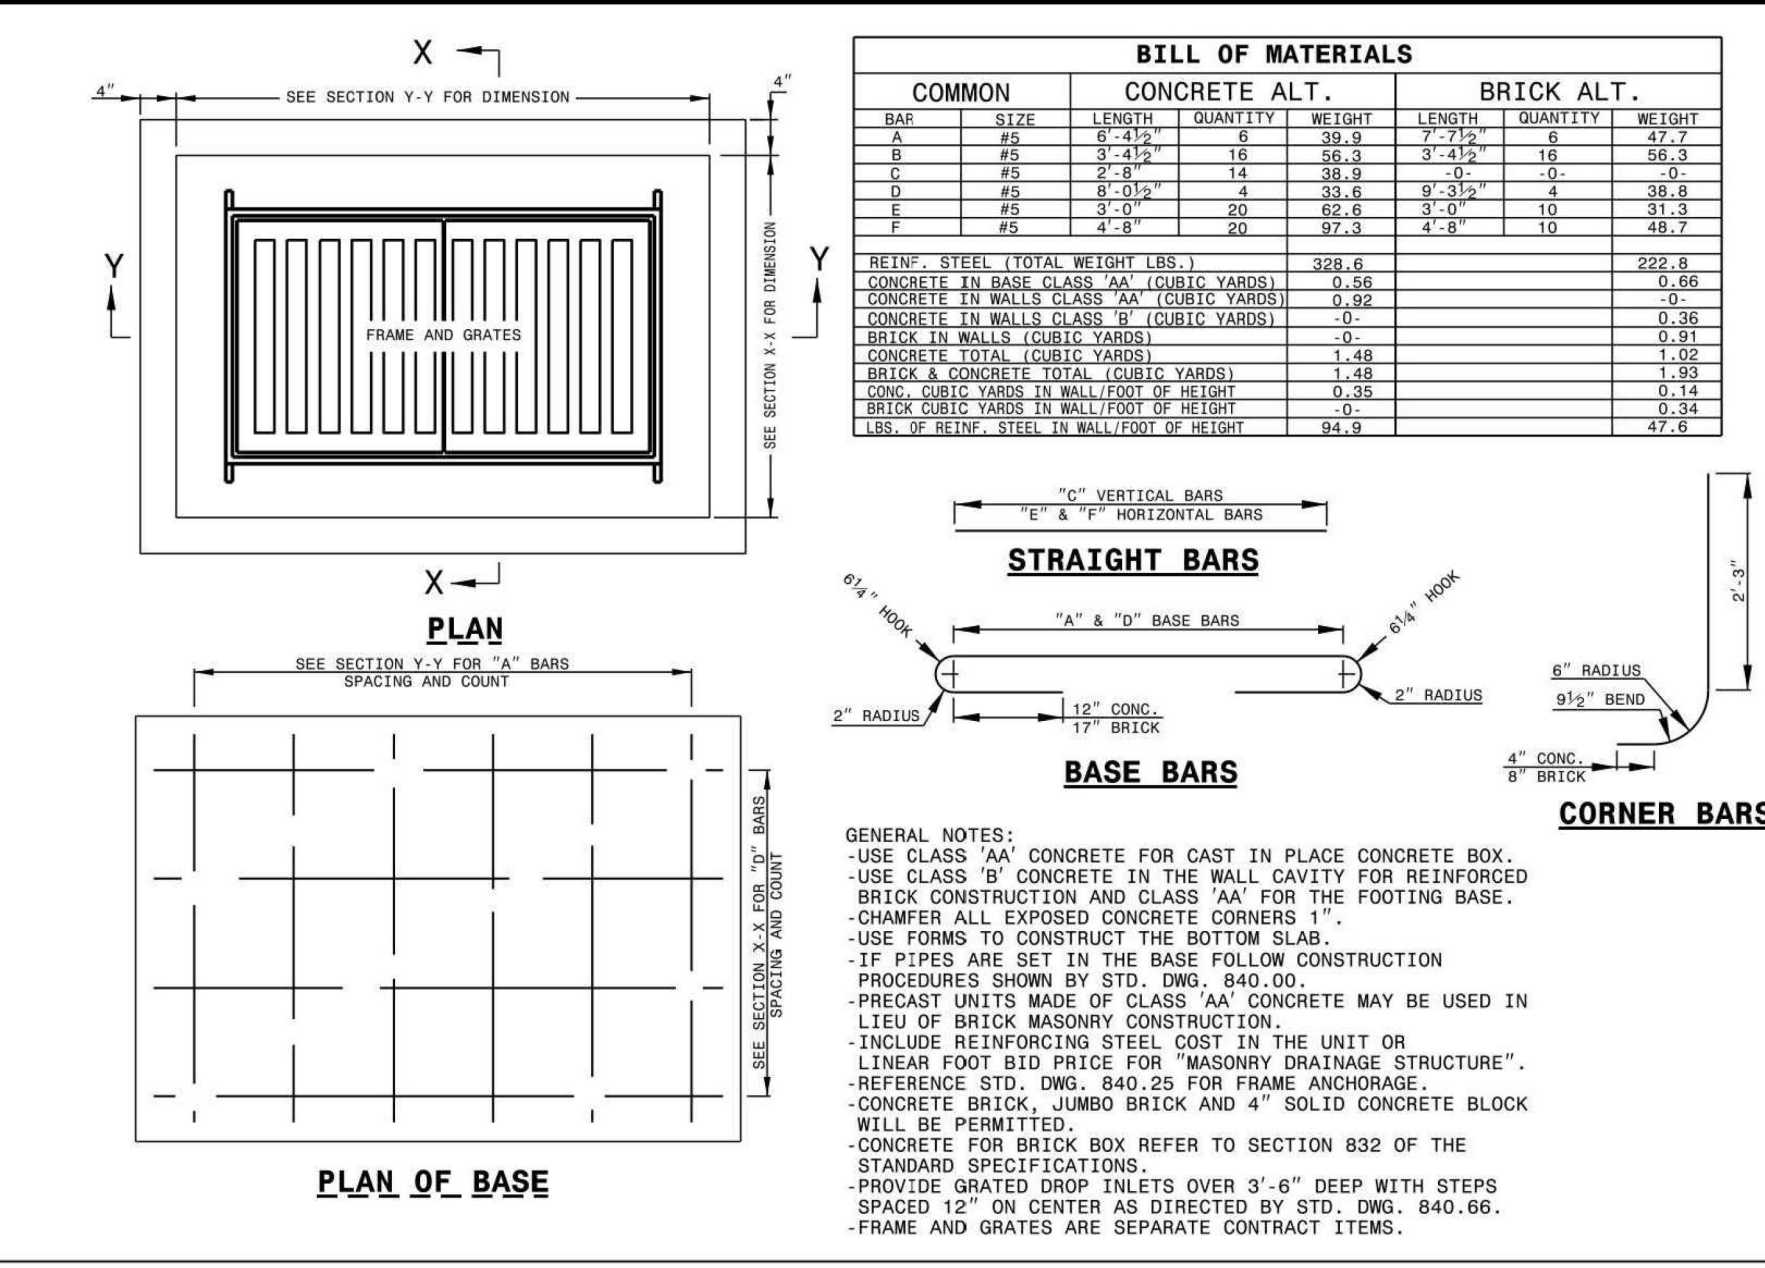 X
4"
SEE SECTION Y-Y FOR DIMENSION
4"
Y
Y
SEE SECTION X-X FOR DIMENSION
FRAME AND GRATES
X
PLAN
SEE SECTION Y-Y FOR "A" BARS
SPACING AND COUNT
SEE SECTION X-X FOR "D" BARS
SPACING AND COUNT
PLAN OF BASE
BILL OF MATERIALS
COMMON CONCRETE ALT. BRICK ALT.
BAR SIZE LENGTH QUANTITY WEIGHT LENGTH QUANTITY WEIGHT
A #5 6'-4½" 6 39.9 7'-7½" 6 47.7
B #5 3'-4½" 16 56.3 3'-4½" 16 56.3
C #5 2'-8" 14 38.9 -0- -0- -0-
D #5 8'-0½" 4 33.6 9'-3½" 4 38.8
E #5 3'-0" 20 62.6 3'-0" 10 31.3
F #5 4'-8" 20 97.3 4'-8" 10 48.7
REINF. STEEL (TOTAL WEIGHT LBS.) 328.6 222.8
CONCRETE IN BASE CLASS 'AA' (CUBIC YARDS) 0.56 0.66
CONCRETE IN WALLS CLASS 'AA' (CUBIC YARDS) 0.92 -0-
CONCRETE IN WALLS CLASS 'B' (CUBIC YARDS) -0- 0.36
BRICK IN WALLS (CUBIC YARDS) -0- 0.91
CONCRETE TOTAL (CUBIC YARDS) 1.48 1.02
BRICK & CONCRETE TOTAL (CUBIC YARDS) 1.48 1.93
CONC. CUBIC YARDS IN WALL/FOOT OF HEIGHT 0.35 0.14
BRICK CUBIC YARDS IN WALL/FOOT OF HEIGHT -0- 0.34
LBS. OF REINF. STEEL IN WALL/FOOT OF HEIGHT 94.9 47.6
"C" VERTICAL BARS
"E" & "F" HORIZONTAL BARS
STRAIGHT BARS
6¼" HOOK
"A" & "D" BASE BARS
6¼" HOOK
2" RADIUS
12" CONC.
17" BRICK
2" RADIUS
BASE BARS
2'-3"
6" RADIUS
9½" BEND
4" CONC.
8" BRICK
CORNER BARS
GENERAL NOTES:
-USE CLASS 'AA' CONCRETE FOR CAST IN PLACE CONCRETE BOX.
-USE CLASS 'B' CONCRETE IN THE WALL CAVITY FOR REINFORCED
BRICK CONSTRUCTION AND CLASS 'AA' FOR THE FOOTING BASE.
-CHAMFER ALL EXPOSED CONCRETE CORNERS 1".
-USE FORMS TO CONSTRUCT THE BOTTOM SLAB.
-IF PIPES ARE SET IN THE BASE FOLLOW CONSTRUCTION
PROCEDURES SHOWN BY STD. DWG. 840.00.
-PRECAST UNITS MADE OF CLASS 'AA' CONCRETE MAY BE USED IN
LIEU OF BRICK MASONRY CONSTRUCTION.
-INCLUDE REINFORCING STEEL COST IN THE UNIT OR
LINEAR FOOT BID PRICE FOR "MASONRY DRAINAGE STRUCTURE".
-REFERENCE STD. DWG. 840.25 FOR FRAME ANCHORAGE.
-CONCRETE BRICK, JUMBO BRICK AND 4" SOLID CONCRETE BLOCK
WILL BE PERMITTED.
-CONCRETE FOR BRICK BOX REFER TO SECTION 832 OF THE
STANDARD SPECIFICATIONS.
-PROVIDE GRATED DROP INLETS OVER 3'-6" DEEP WITH STEPS
SPACED 12" ON CENTER AS DIRECTED BY STD. DWG. 840.66.
-FRAME AND GRATES ARE SEPARATE CONTRACT ITEMS.